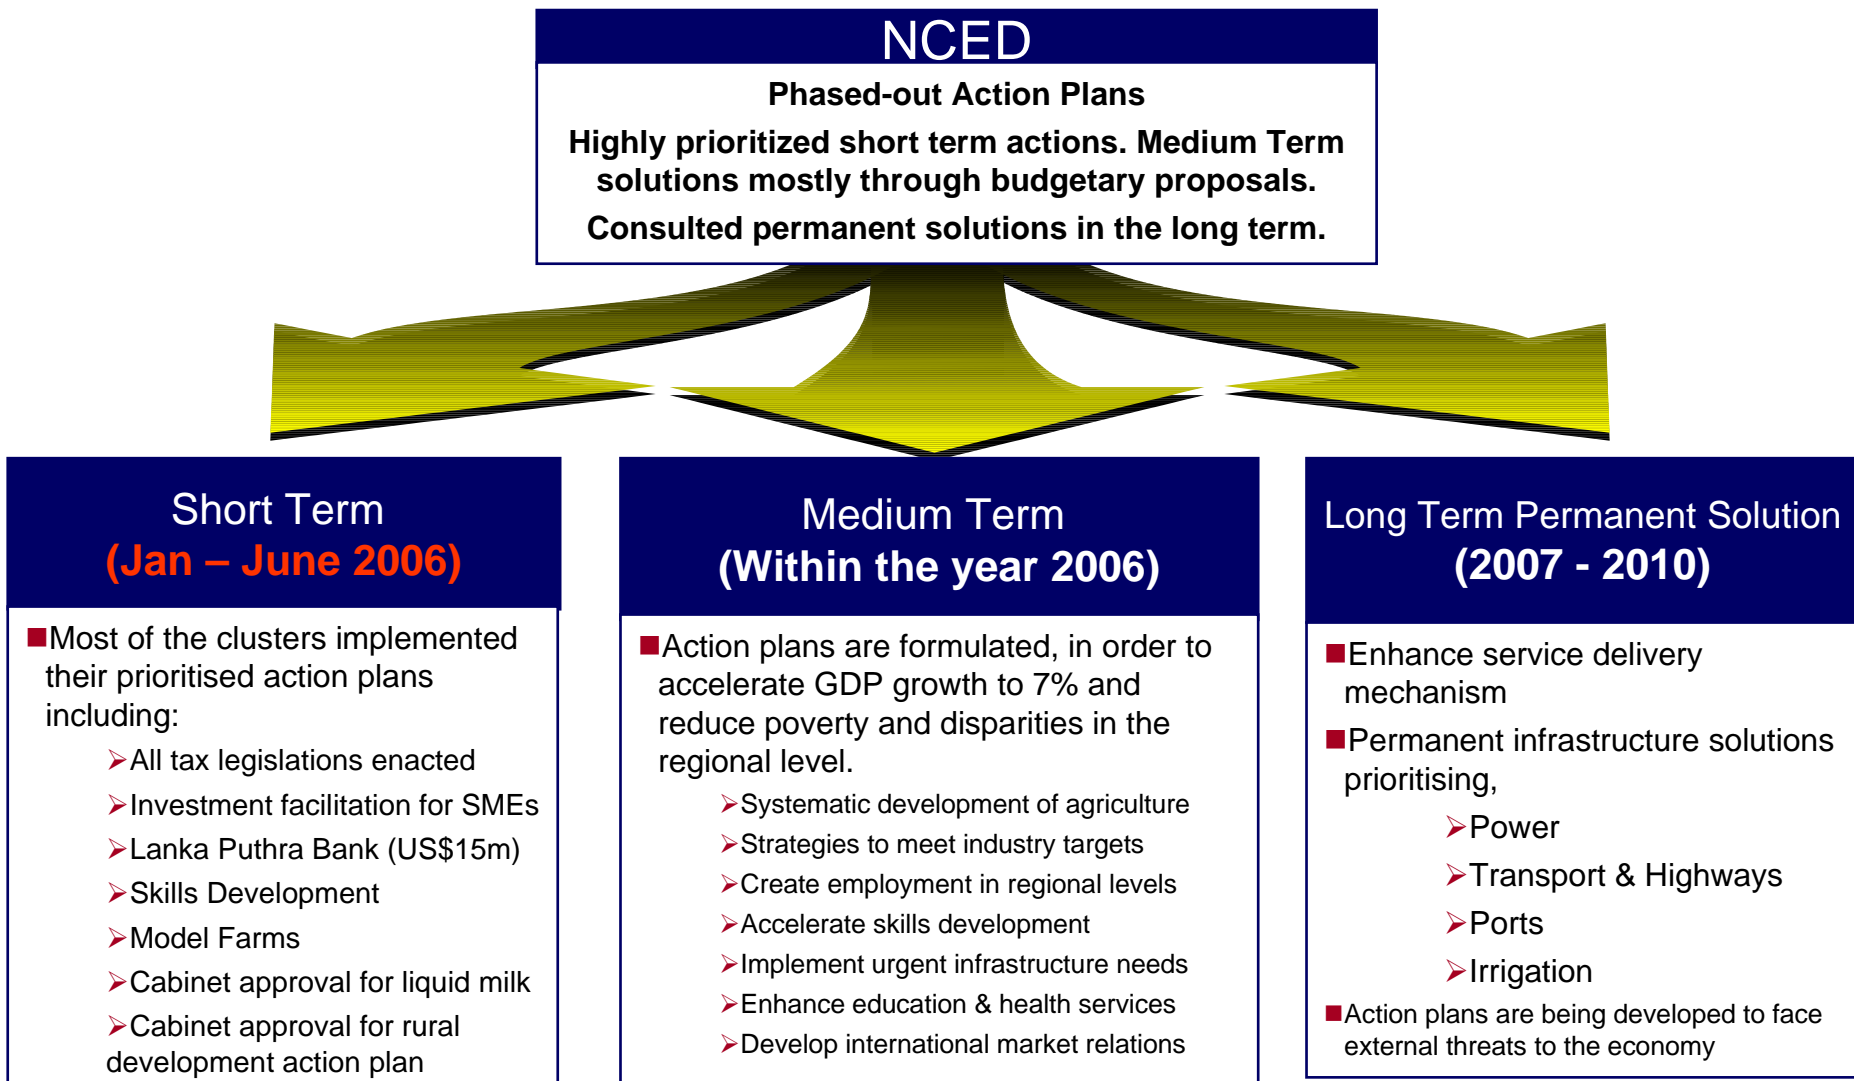 NCED
Phased-out Action Plans
Highly prioritized short term actions. Medium Term
solutions mostly through budgetary proposals.
Consulted permanent solutions in the long term.
Short Term
(Jan – June 2006)
■Most of the clusters implemented
their prioritised action plans
including:
➢All tax legislations enacted
➢Investment facilitation for SMEs
➢Lanka Puthra Bank (US$15m)
➢Skills Development
➢Model Farms
➢Cabinet approval for liquid milk
➢Cabinet approval for rural
development action plan
Medium Term
(Within the year 2006)
■Action plans are formulated, in order to
accelerate GDP growth to 7% and
reduce poverty and disparities in the
regional level.
➢Systematic development of agriculture
➢Strategies to meet industry targets
➢Create employment in regional levels
➢Accelerate skills development
➢Implement urgent infrastructure needs
➢Enhance education & health services
➢Develop international market relations
Long Term Permanent Solution
(2007 - 2010)
■Enhance service delivery
mechanism
■Permanent infrastructure solutions
prioritising,
➢Power
➢Transport & Highways
➢Ports
➢Irrigation
■Action plans are being developed to face
external threats to the economy